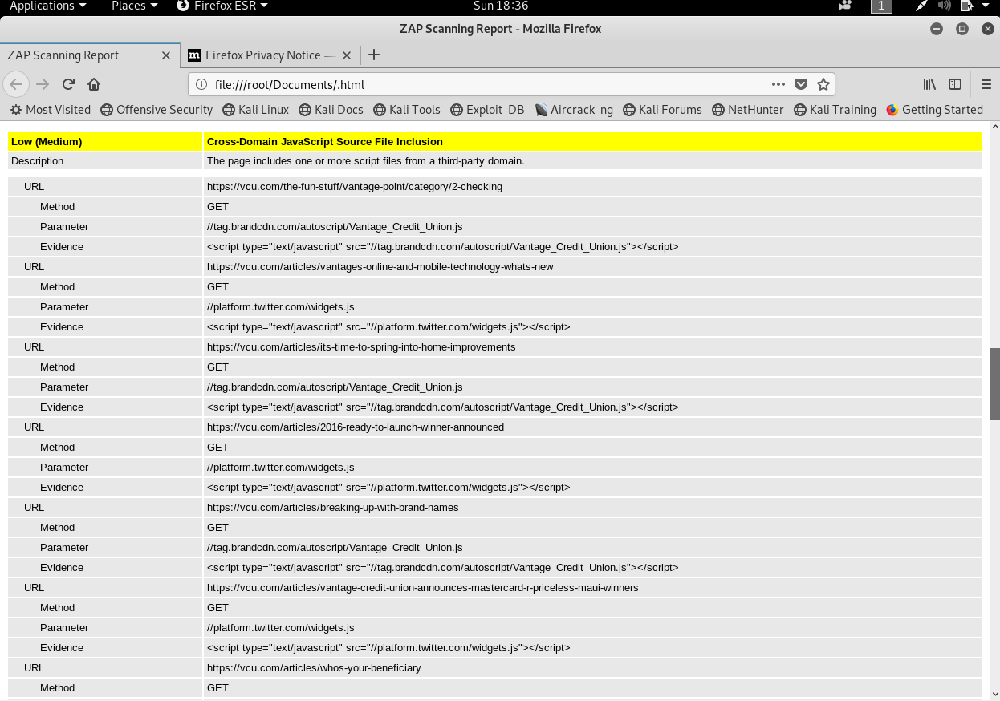 Applications Places Firefox ESR Sun 18:36 1
ZAP Scanning Report - Mozilla Firefox
ZAP Scanning Report m Firefox Privacy Notice —
file:///root/Documents/.html
Most Visited Offensive Security Kali Linux Kali Docs Kali Tools Exploit-DB Aircrack-ng Kali Forums NetHunter Kali Training Getting Started
Low (Medium) Cross-Domain JavaScript Source File Inclusion
Description The page includes one or more script files from a third-party domain.
URL https://vcu.com/the-fun-stuff/vantage-point/category/2-checking
Method GET
Parameter //tag.brandcdn.com/autoscript/Vantage_Credit_Union.js
Evidence <script type="text/javascript" src="//tag.brandcdn.com/autoscript/Vantage_Credit_Union.js"></script>
URL https://vcu.com/articles/vantages-online-and-mobile-technology-whats-new
Method GET
Parameter //platform.twitter.com/widgets.js
Evidence <script type="text/javascript" src="//platform.twitter.com/widgets.js"></script>
URL https://vcu.com/articles/its-time-to-spring-into-home-improvements
Method GET
Parameter //tag.brandcdn.com/autoscript/Vantage_Credit_Union.js
Evidence <script type="text/javascript" src="//tag.brandcdn.com/autoscript/Vantage_Credit_Union.js"></script>
URL https://vcu.com/articles/2016-ready-to-launch-winner-announced
Method GET
Parameter //platform.twitter.com/widgets.js
Evidence <script type="text/javascript" src="//platform.twitter.com/widgets.js"></script>
URL https://vcu.com/articles/breaking-up-with-brand-names
Method GET
Parameter //tag.brandcdn.com/autoscript/Vantage_Credit_Union.js
Evidence <script type="text/javascript" src="//tag.brandcdn.com/autoscript/Vantage_Credit_Union.js"></script>
URL https://vcu.com/articles/vantage-credit-union-announces-mastercard-r-priceless-maui-winners
Method GET
Parameter //platform.twitter.com/widgets.js
Evidence <script type="text/javascript" src="//platform.twitter.com/widgets.js"></script>
URL https://vcu.com/articles/whos-your-beneficiary
Method GET